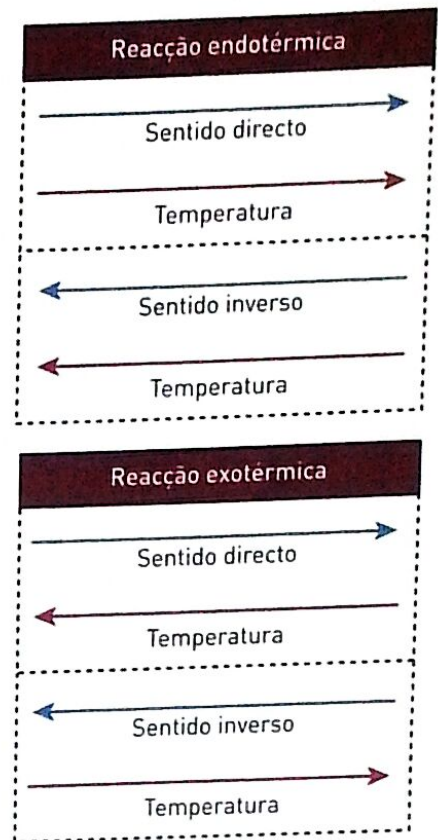 Reacção endotérmica
Sentido directo
Temperatura
Sentido inverso
Temperatura
Reacção exotérmica
Sentido directo
Temperatura
Sentido inverso
Temperatura